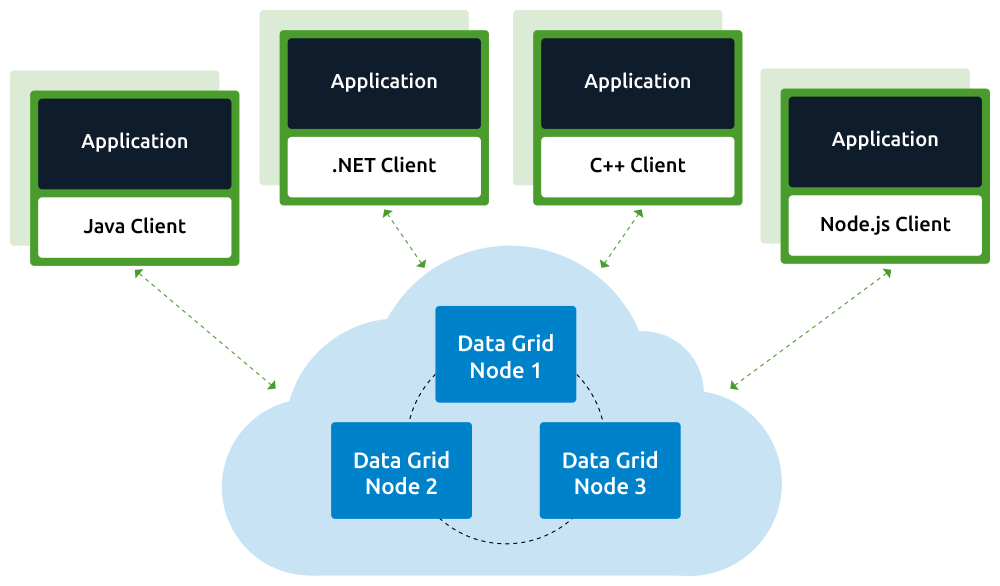 Application
Java Client
Application
.NET Client
Application
C++ Client
Application
Node.js Client
Data Grid
Node 1
Data Grid
Node 2
Data Grid
Node 3